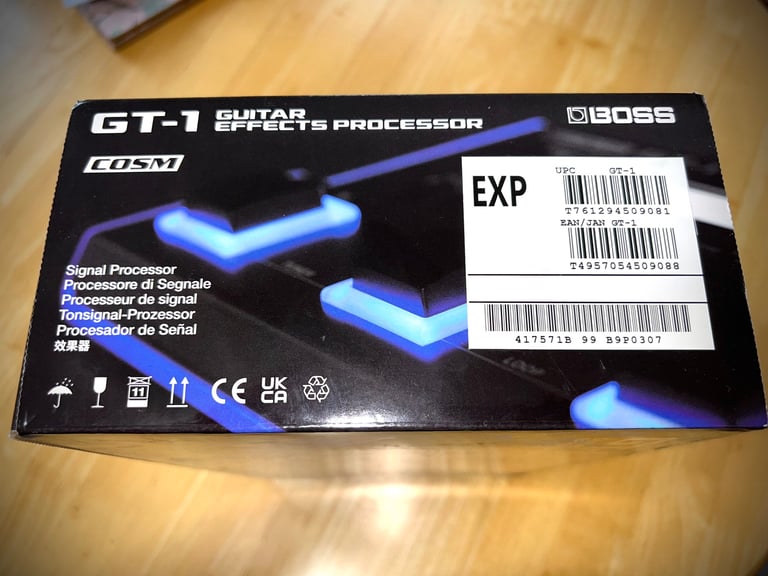 GT-1 GUITAR EFFECTS PROCESSOR
BOSS
COSM
EXP
UPC GT-1
T761294509081
EAN/JAN GT-1
T4957054509088
417571B 99 B9P0307
Signal Processor
Processore di Segnale
Processeur de signal
Tonsignal-Prozessor
Procesador de Señal
效果器
11
CE
UK
CA